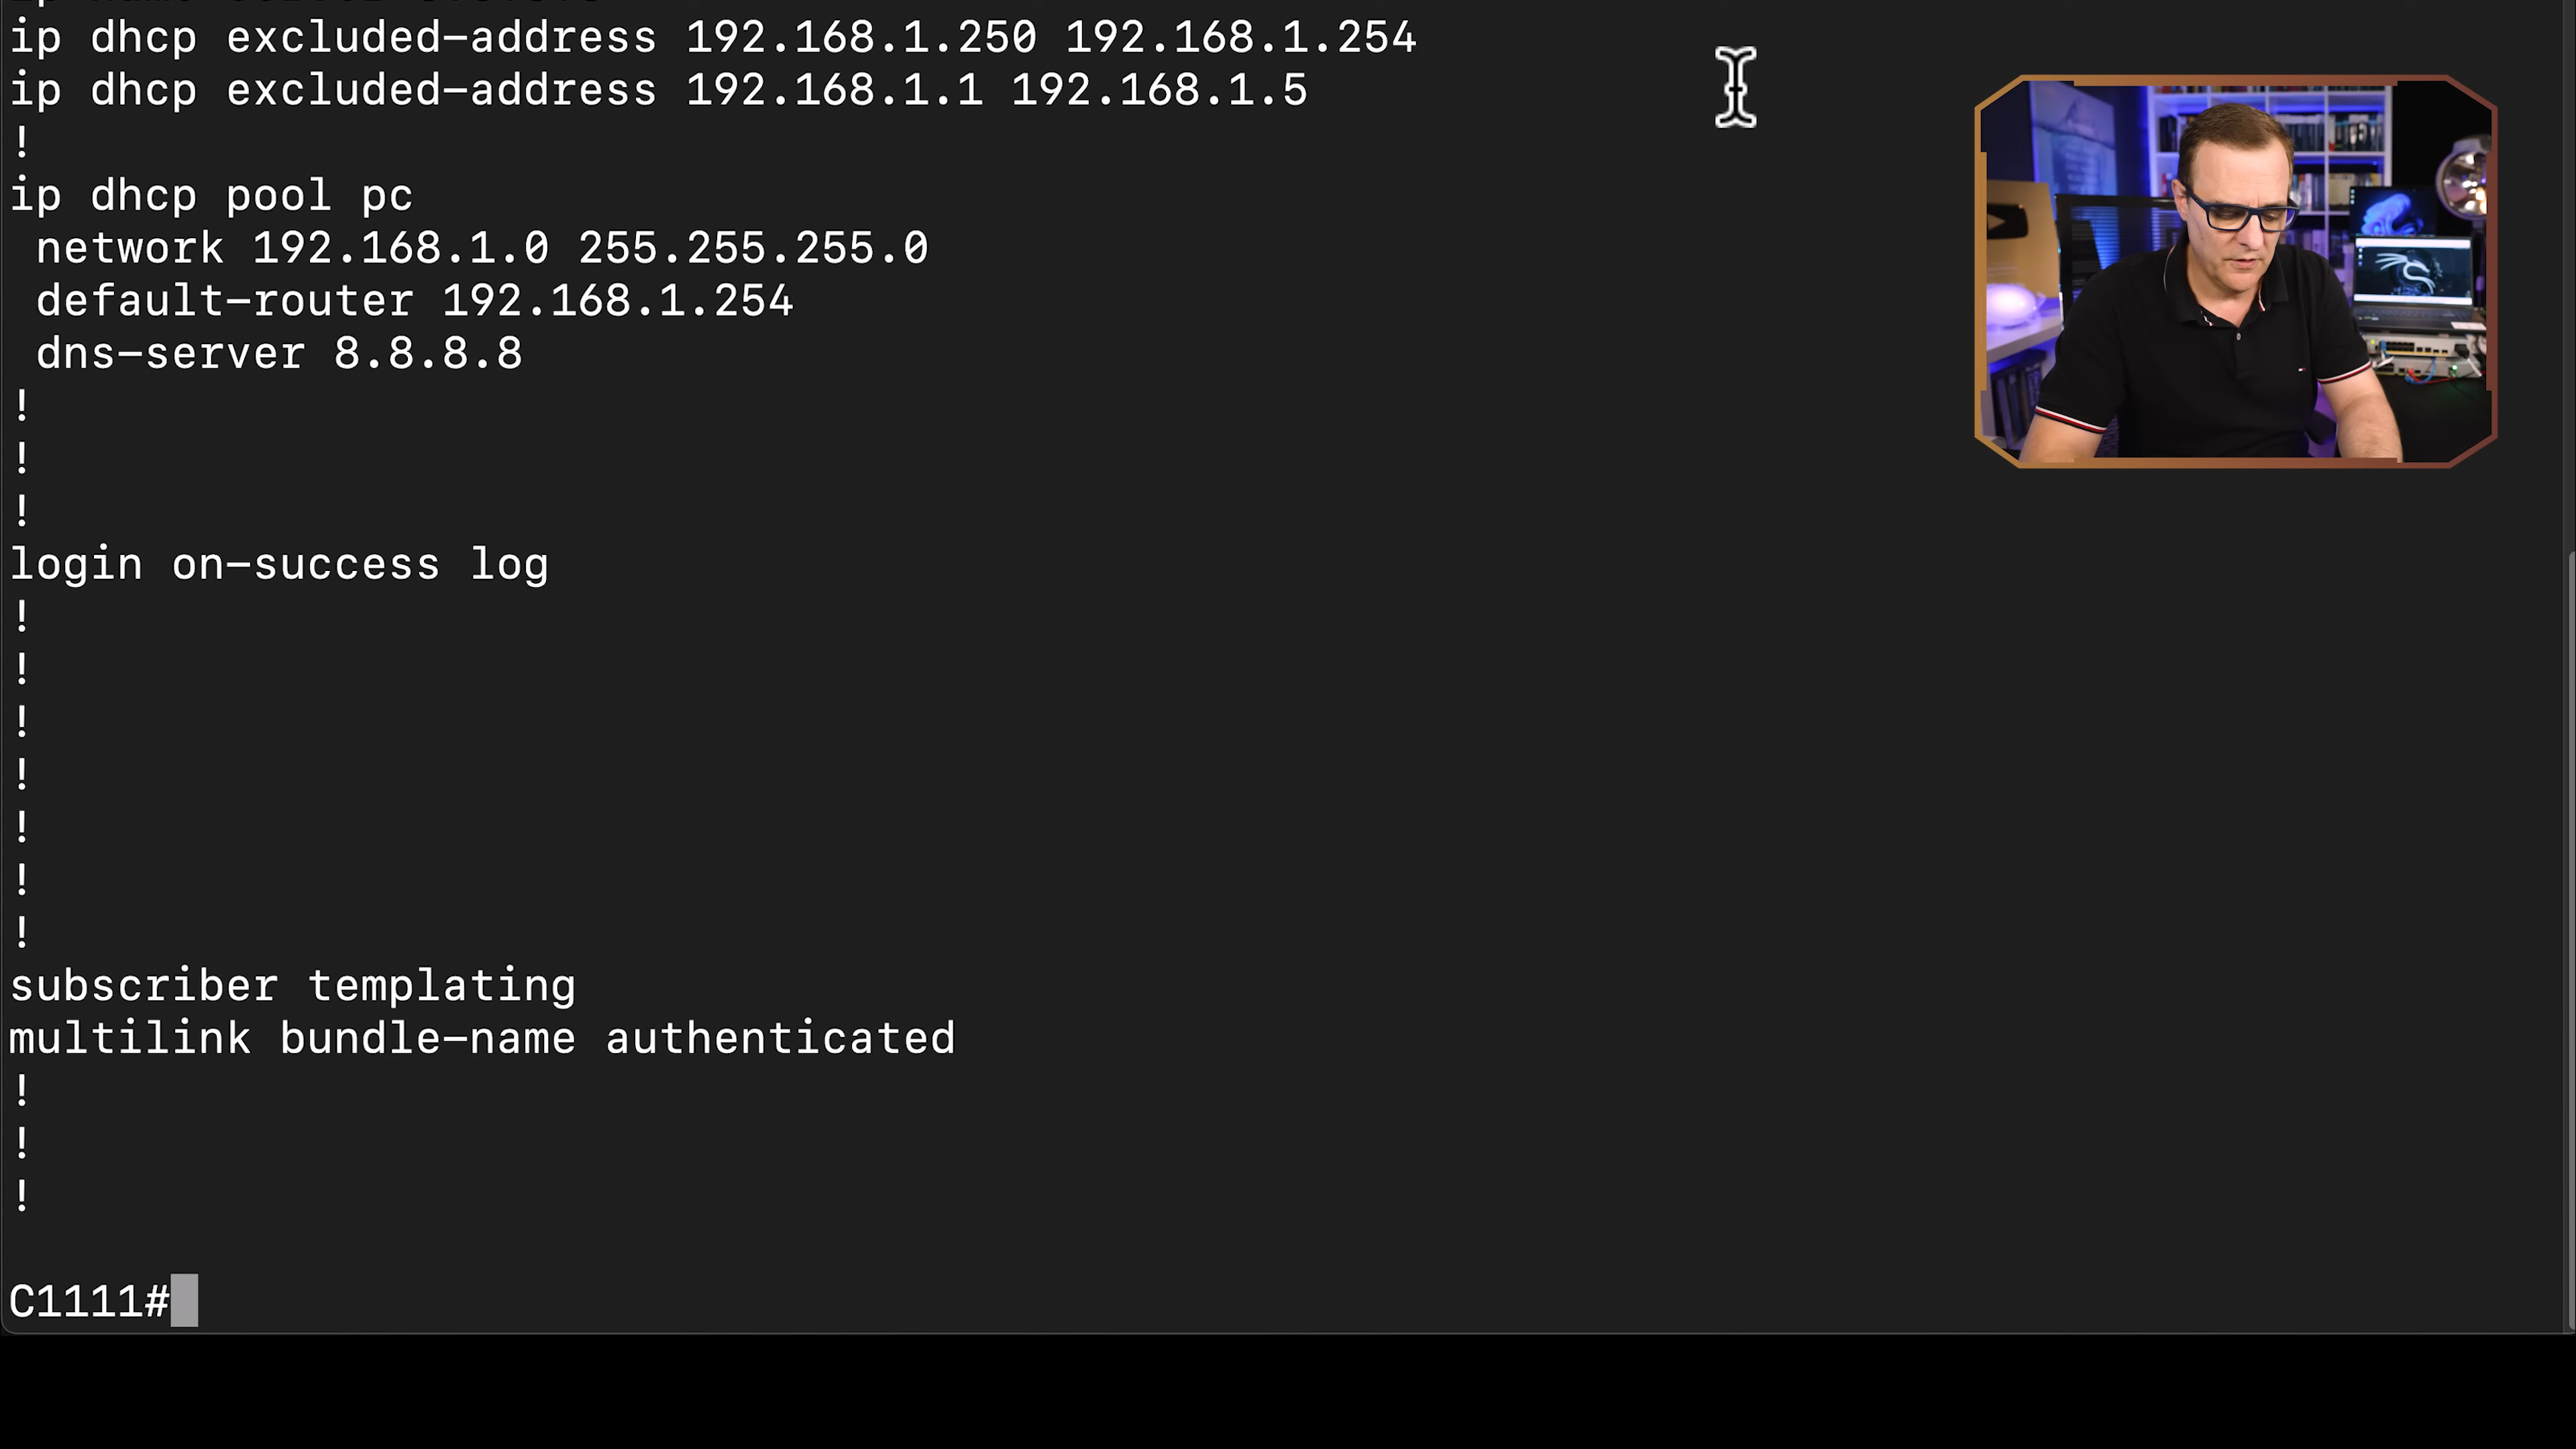 ip dhcp excluded-address 192.168.1.250 192.168.1.254
ip dhcp excluded-address 192.168.1.1 192.168.1.5
!
ip dhcp pool pc
network 192.168.1.0 255.255.255.0
default-router 192.168.1.254
dns-server 8.8.8.8
!
!
!
login on-success log
!
!
!
!
!
!
!
subscriber templating
multilink bundle-name authenticated
!
!
!
C1111#